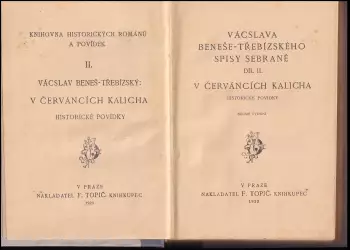 KNIHOVNA HISTORICKÝCH ROMÁNŮ
A POVÍDEK
II.
VÁCSLAV BENEŠ-TŘEBÍZSKÝ:
V ČERVÁNCÍCH KALICHA
HISTORICKÉ POVÍDKY
V PRAZE
NAKLADATEL F. TOPIČ, KNIHKUPEC
VÁCSLAVA
BENEŠE-TŘEBÍZSKÉHO
SPISY SEBRANÉ
DÍL II.
V ČERVÁNCÍCH KALICHA
HISTORICKÉ POVÍDKY
V PRAZE
NAKLADATEL F. TOPIČ, KNIHKUPEC